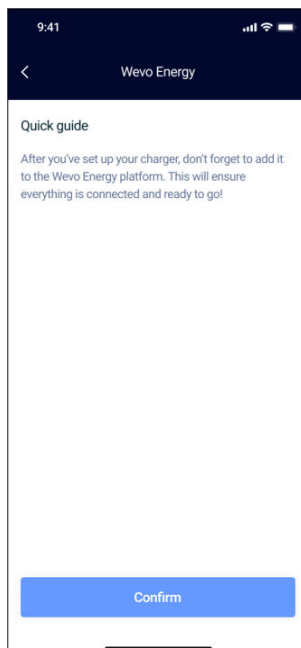 9:41
Wevo Energy
Quick guide
After you've set up your charger, don't forget to add it
to the Wevo Energy platform. This will ensure
everything is connected and ready to go!
Confirm